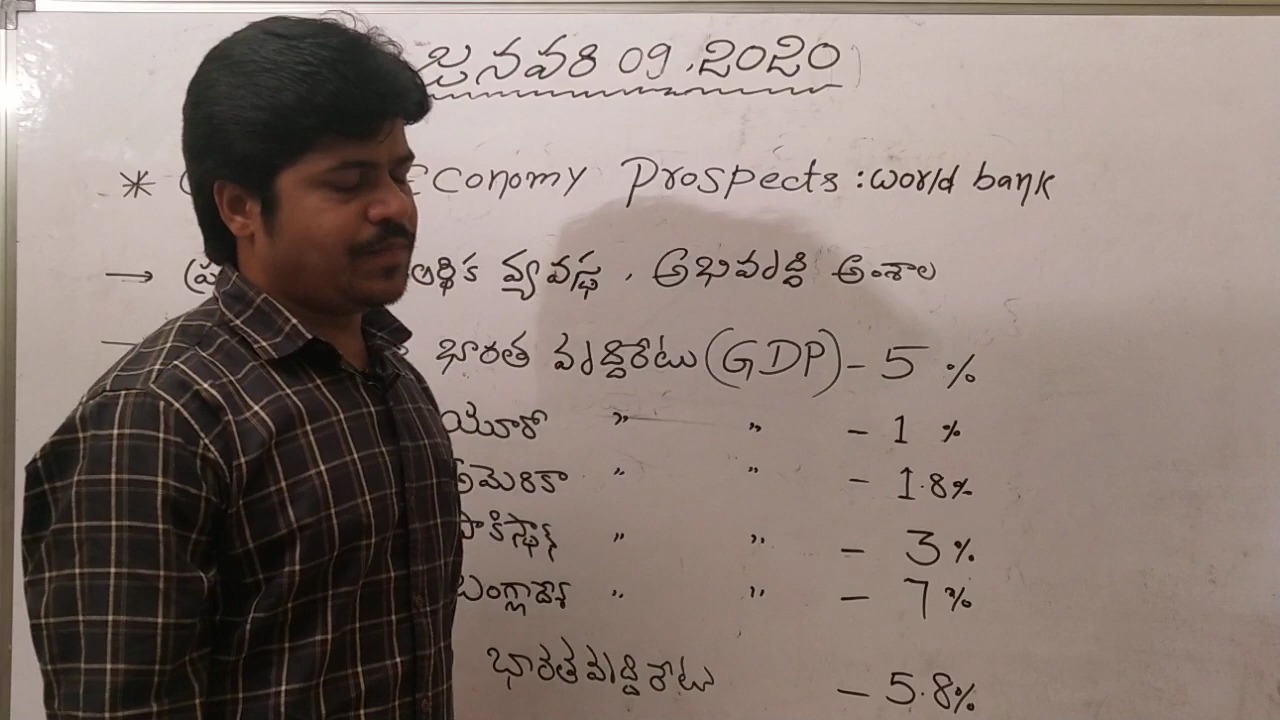 జనవరి 09, 2020
* Economy Prospects : world bank
→ ఆర్థిక వ్యవస్థ, అభివృద్ధి అంశాల
భారత వృద్ధిరేటు (GDP) - 5 %
యూరో " " - 1 %
అమెరికా " " - 1.8%
పాకిస్థాన్ " " - 3 %
బంగ్లాదేశ్ " " - 7 %
భారత వృద్ధి రేటు - 5.8%